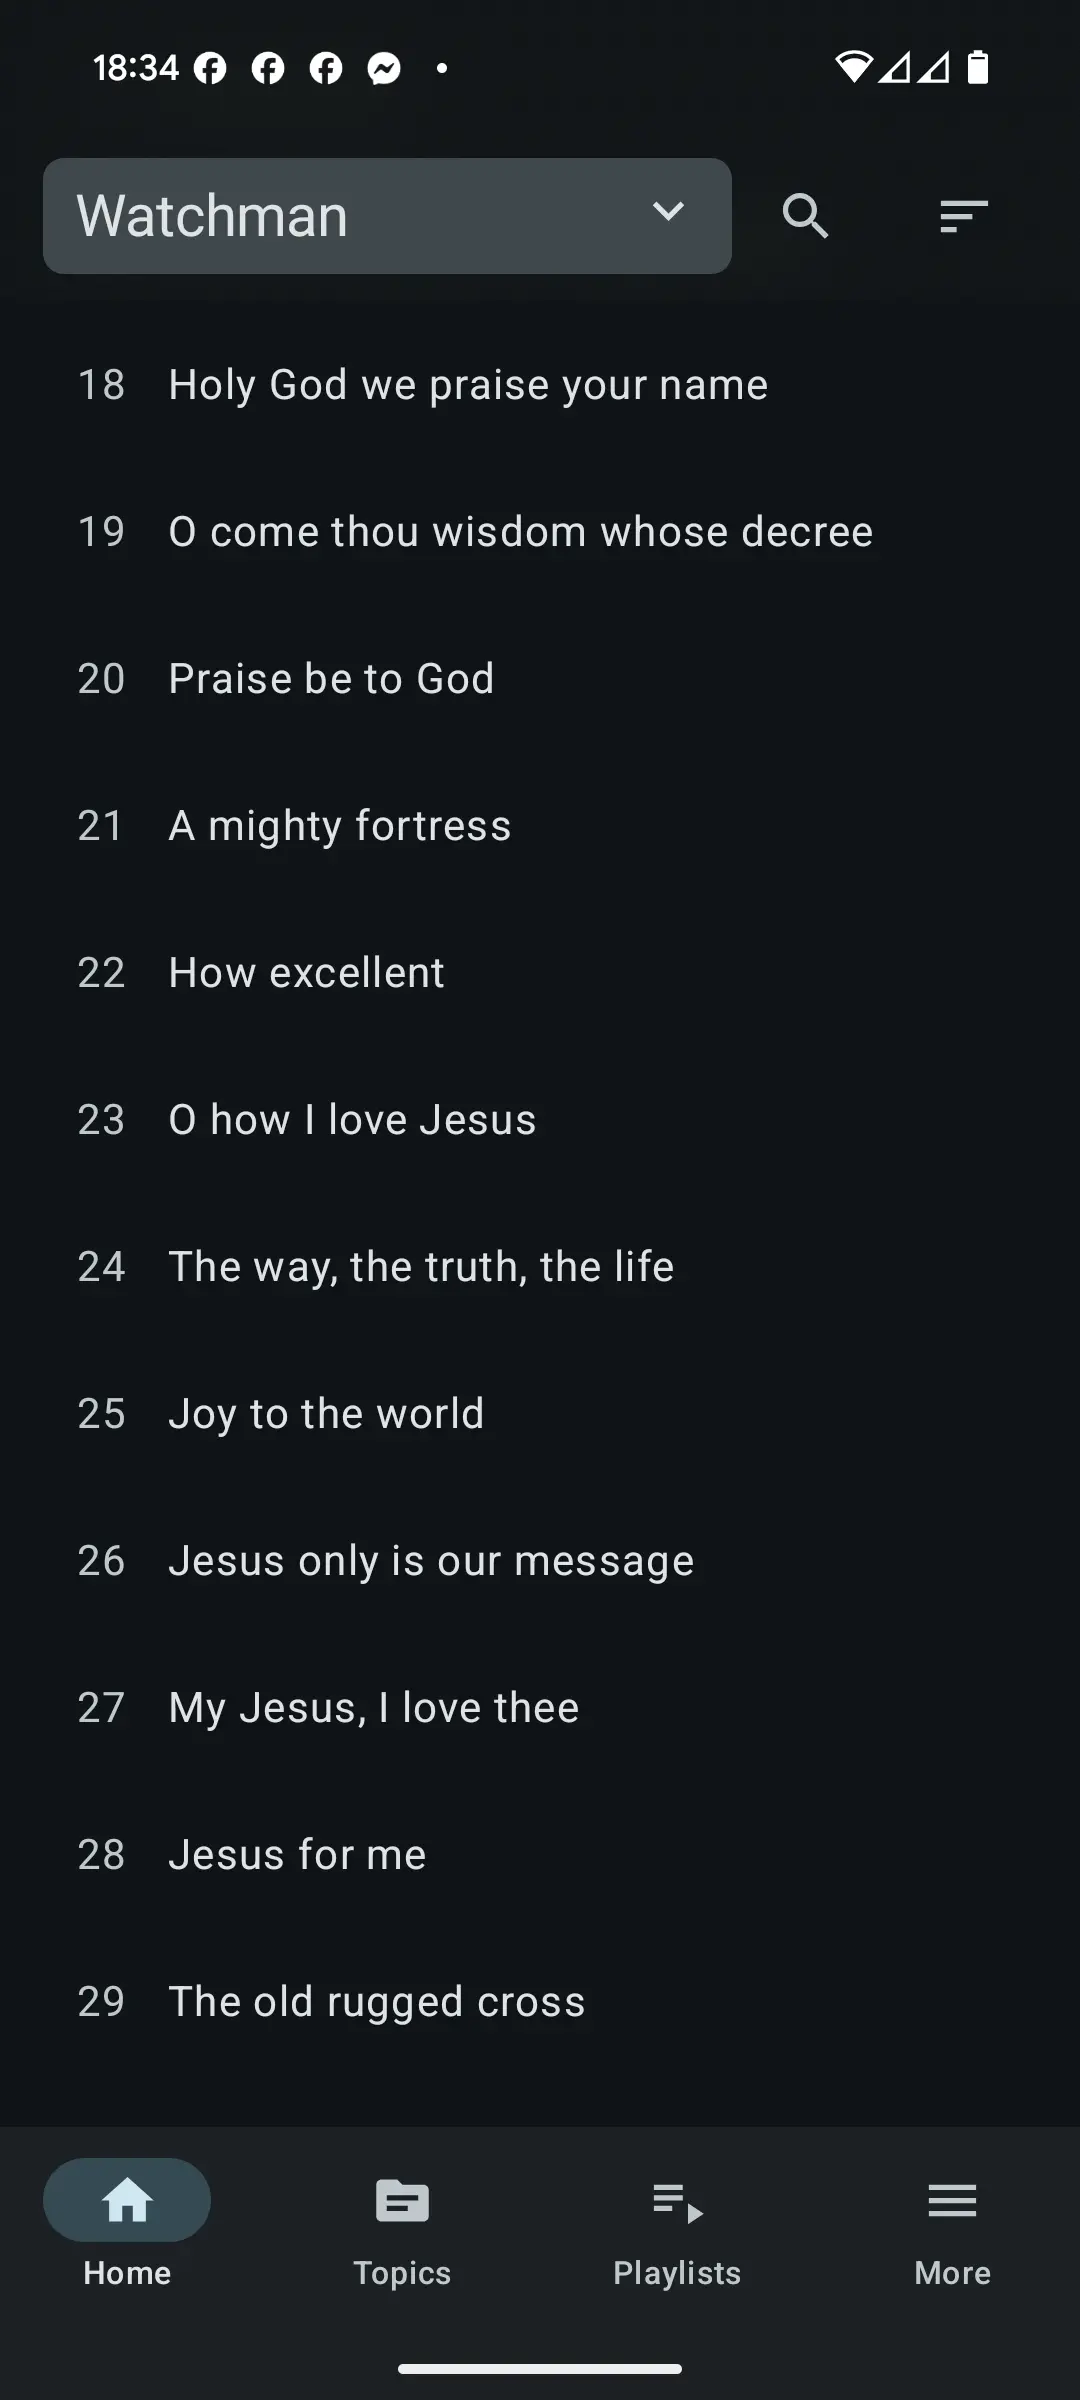 18:34
Watchman
18 Holy God we praise your name
19 O come thou wisdom whose decree
20 Praise be to God
21 A mighty fortress
22 How excellent
23 O how I love Jesus
24 The way, the truth, the life
25 Joy to the world
26 Jesus only is our message
27 My Jesus, I love thee
28 Jesus for me
29 The old rugged cross
Home Topics Playlists More